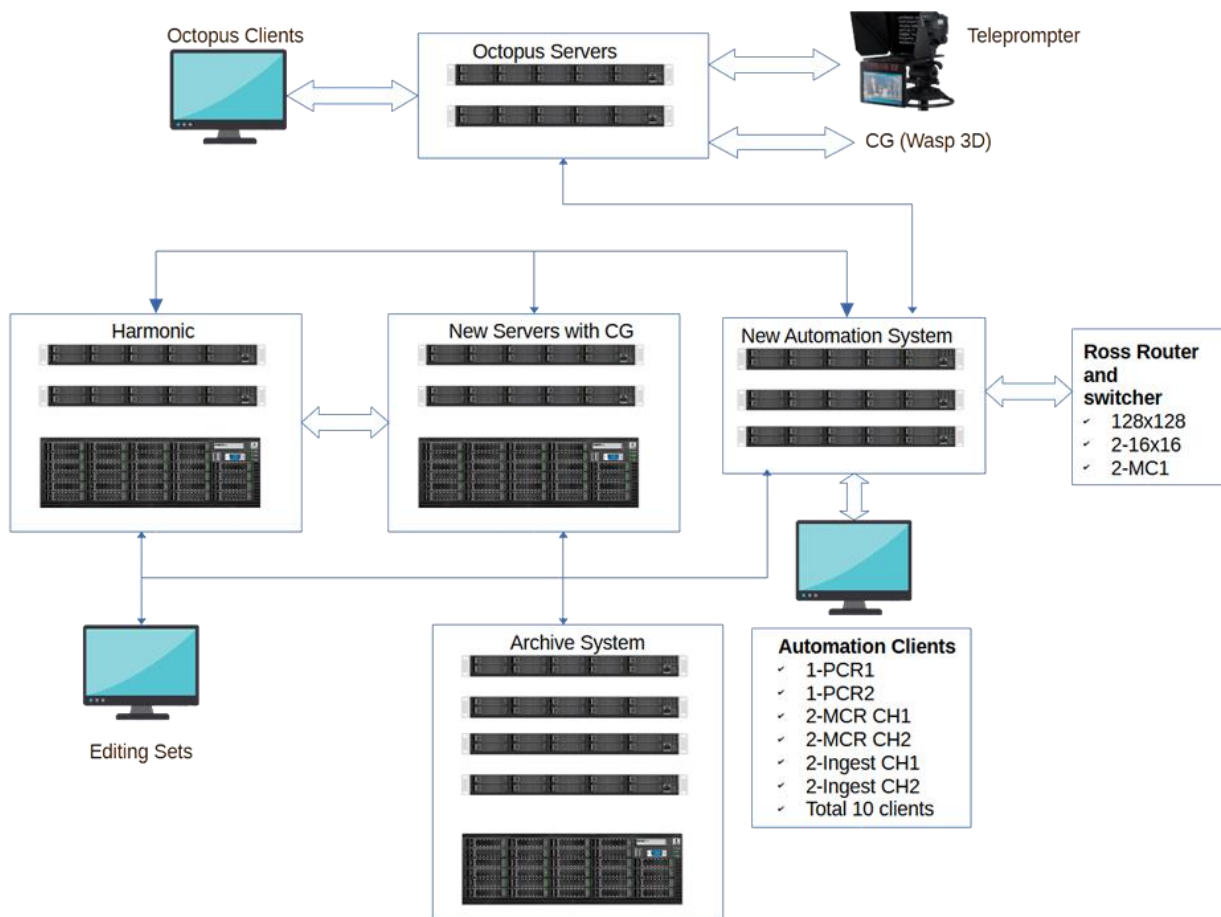 Octopus Clients
Octopus Servers
Teleprompter
CG (Wasp 3D)
Harmonic
New Servers with CG
New Automation System
Ross Router
and
switcher
✓ 128x128
✓ 2-16x16
✓ 2-MC1
Editing Sets
Archive System
Automation Clients
✓ 1-PCR1
✓ 1-PCR2
✓ 2-MCR CH1
✓ 2-MCR CH2
✓ 2-Ingest CH1
✓ 2-Ingest CH2
✓ Total 10 clients